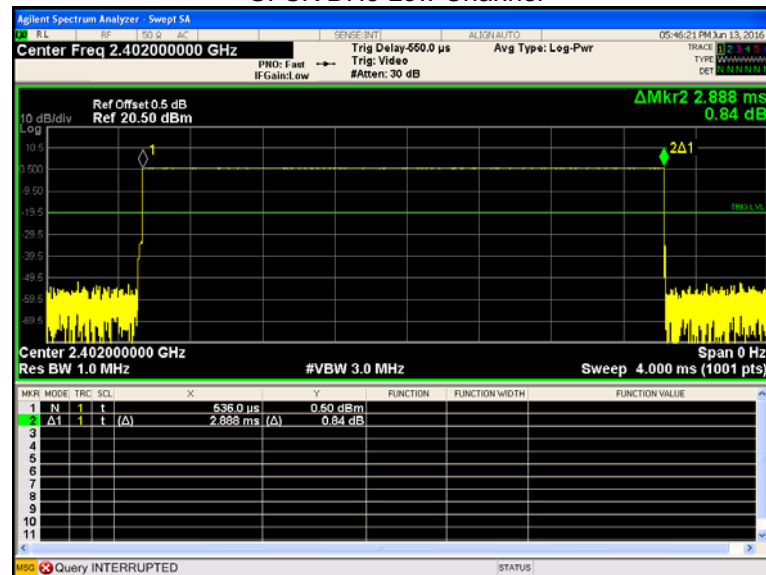 Agilent Spectrum Analyzer - Swept SA
RL RF 50 Ω AC SENSE:INT ALIGNAUTO 05:46:21 PM Jun 13, 2016
Center Freq 2.402000000 GHz
PNO: Fast
IFGain:Low
Trig Delay-550.0 µs
Trig: Video
#Atten: 30 dB
Avg Type: Log-Pwr
TRACE 1 2 3 4 5
TYPE
DET N N N N N
ΔMkr2 2.888 ms
0.84 dB
Ref Offset 0.5 dB
10 dB/div Ref 20.50 dBm
Log
10.5
0.500
-9.50
-19.5
-29.5
-39.5
-49.5
-59.5
-69.5
1
2Δ1
TRIG LVL
Center 2.402000000 GHz Span 0 Hz
Res BW 1.0 MHz #VBW 3.0 MHz Sweep 4.000 ms (1001 pts)
MKR MODE TRC SCL X Y FUNCTION FUNCTION WIDTH FUNCTION VALUE
1 N 1 t 536.0 µs 0.50 dBm
2 Δ1 1 t (Δ) 2.888 ms (Δ) 0.84 dB
3
4
5
6
7
8
9
10
11
MSG Query INTERRUPTED STATUS